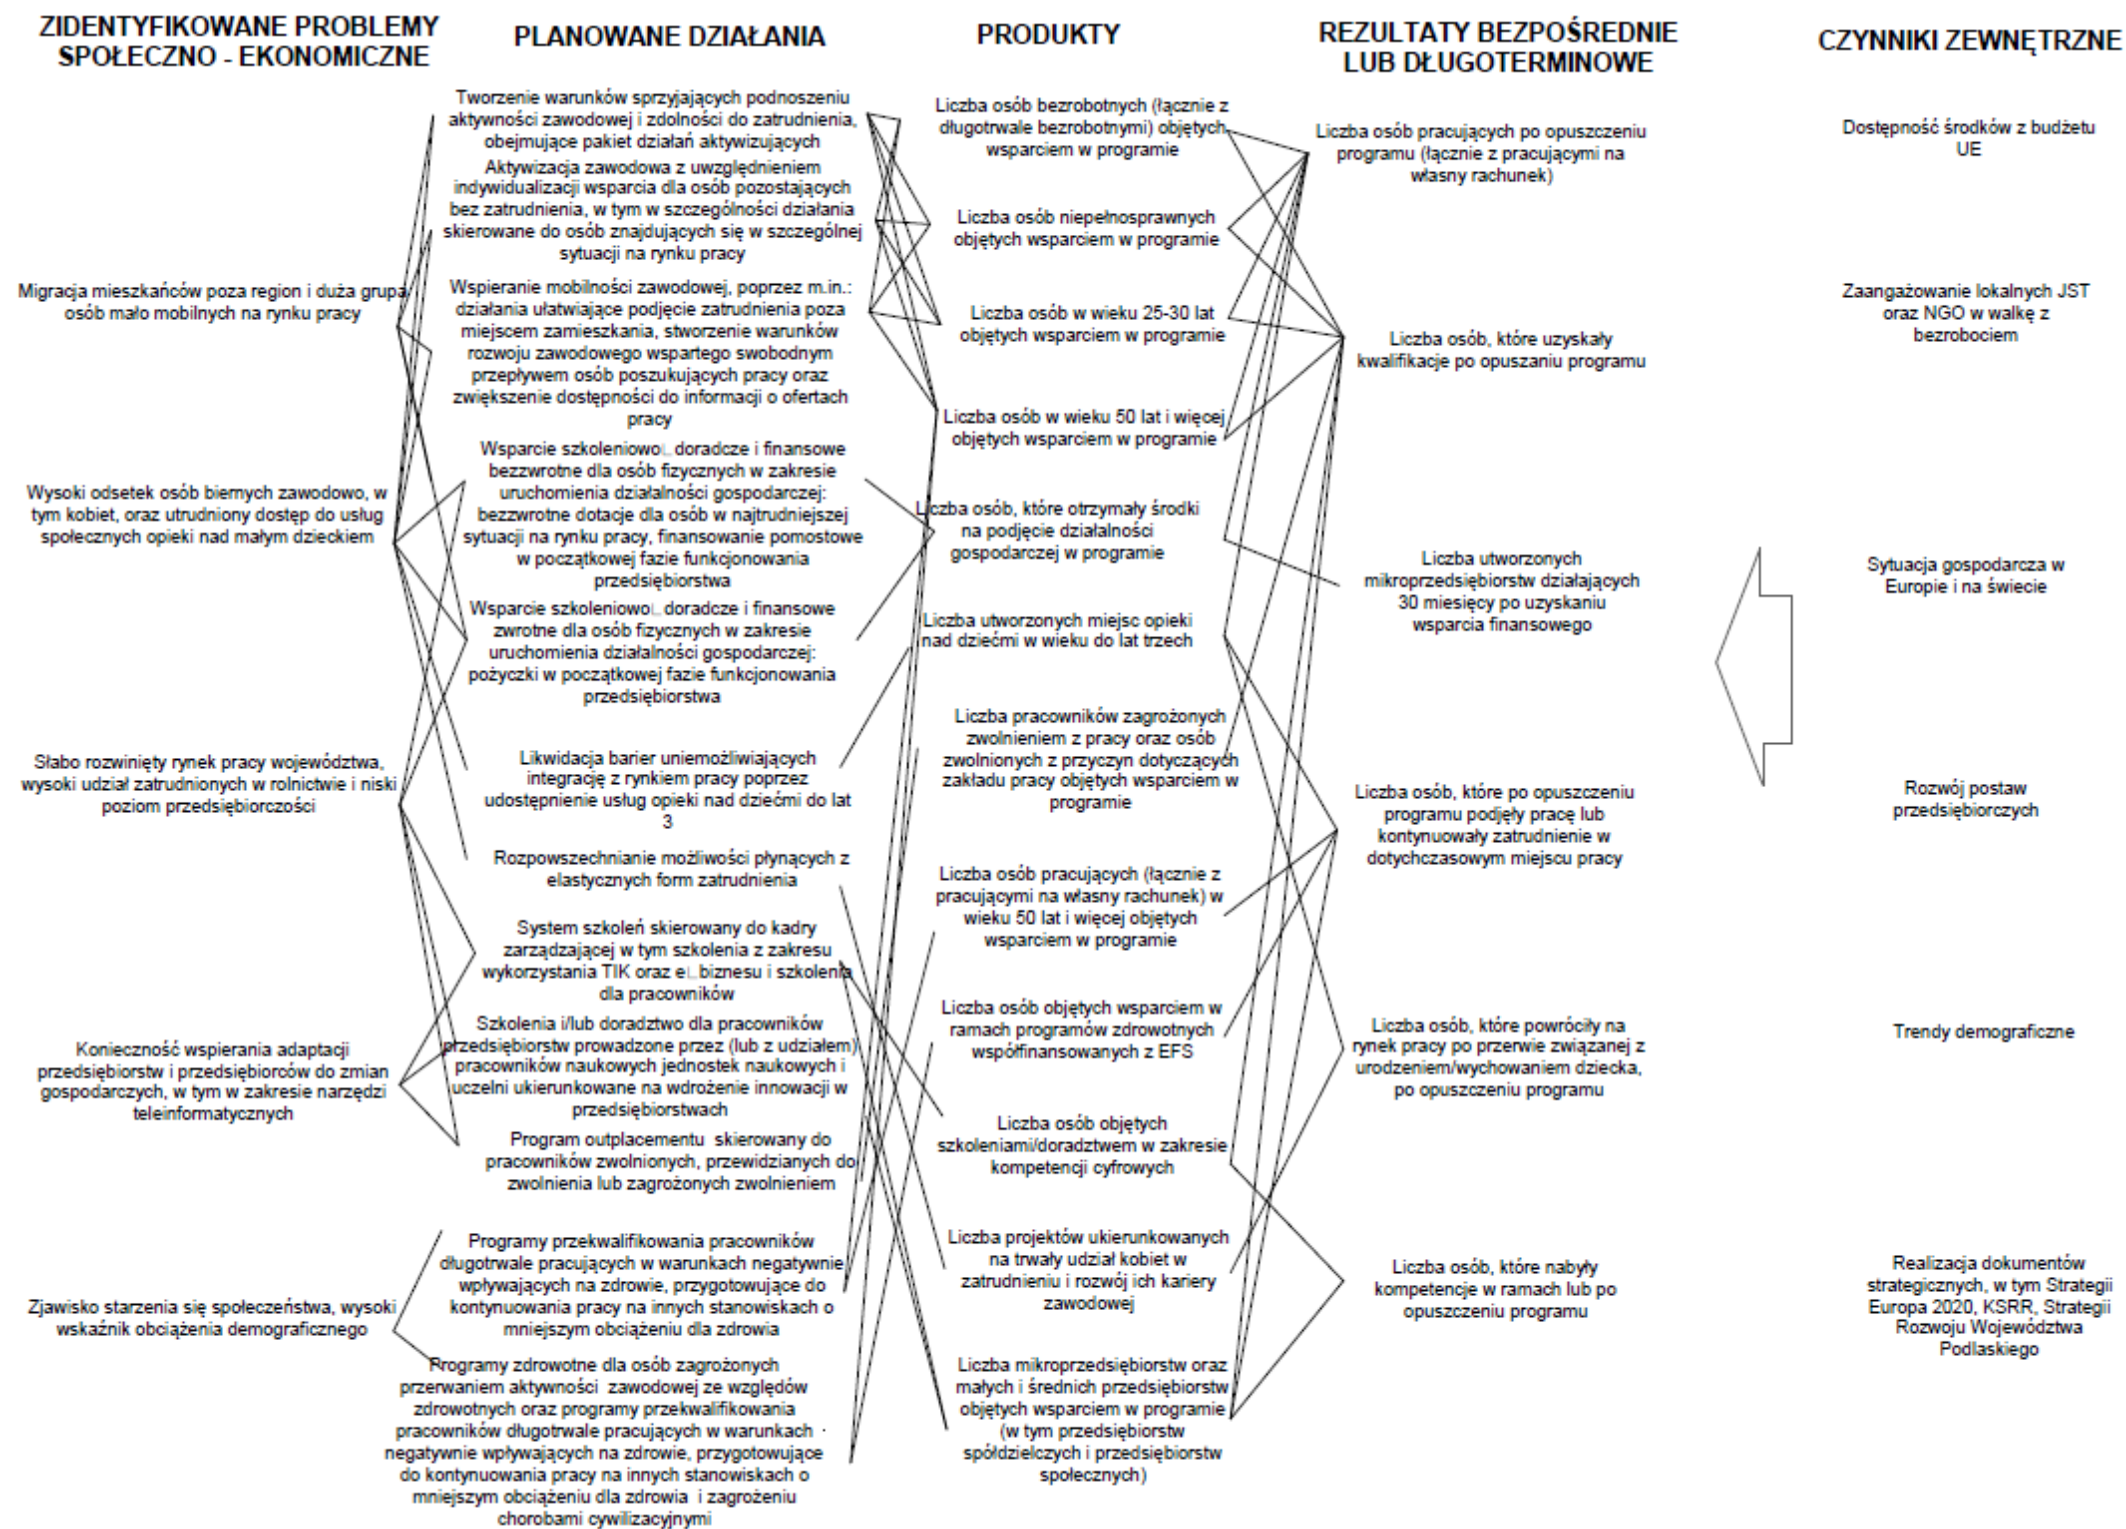 ZIDENTYFIKOWANE PROBLEMY
SPOŁECZNO - EKONOMICZNE
Migracja mieszkańców poza region i duża grupa
osób mało mobilnych na rynku pracy
Wysoki odsetek osób biernych zawodowo, w
tym kobiet, oraz utrudniony dostęp do usług
społecznych opieki nad małym dzieckiem
Słabo rozwinięty rynek pracy województwa,
wysoki udział zatrudnionych w rolnictwie i niski
poziom przedsiębiorczości
Konieczność wspierania adaptacji
przedsiębiorstw i przedsiębiorców do zmian
gospodarczych, w tym w zakresie narzędzi
teleinformatycznych
Zjawisko starzenia się społeczeństwa, wysoki
wskaźnik obciążenia demograficznego
PLANOWANE DZIAŁANIA
Tworzenie warunków sprzyjających podnoszeniu
aktywności zawodowej i zdolności do zatrudnienia,
obejmujące pakiet działań aktywizujących
Aktywizacja zawodowa z uwzględnieniem
indywidualizacji wsparcia dla osób pozostających
bez zatrudnienia, w tym w szczególności działania
skierowane do osób znajdujących się w szczególnej
sytuacji na rynku pracy
Wspieranie mobilności zawodowej, poprzez m.in.:
działania ułatwiające podjęcie zatrudnienia poza
miejscem zamieszkania, stworzenie warunków
rozwoju zawodowego wspartego swobodnym
przepływem osób poszukujących pracy oraz
zwiększenie dostępności do informacji o ofertach
pracy
Wsparcie szkoleniowo∟doradcze i finansowe
bezzwrotne dla osób fizycznych w zakresie
uruchomienia działalności gospodarczej:
bezzwrotne dotacje dla osób w najtrudniejszej
sytuacji na rynku pracy, finansowanie pomostowe
w początkowej fazie funkcjonowania
przedsiębiorstwa
Wsparcie szkoleniowo∟doradcze i finansowe
zwrotne dla osób fizycznych w zakresie
uruchomienia działalności gospodarczej:
pożyczki w początkowej fazie funkcjonowania
przedsiębiorstwa
Likwidacja barier uniemożliwiających
integrację z rynkiem pracy poprzez
udostępnienie usług opieki nad dziećmi do lat
3
Rozpowszechnianie możliwości płynących z
elastycznych form zatrudnienia
System szkoleń skierowany do kadry
zarządzającej w tym szkolenia z zakresu
wykorzystania TIK oraz e∟biznesu i szkolenia
dla pracowników
Szkolenia i/lub doradztwo dla pracowników
przedsiębiorstw prowadzone przez (lub z udziałem)
pracowników naukowych jednostek naukowych i
uczelni ukierunkowane na wdrożenie innowacji w
przedsiębiorstwach
Program outplacementu skierowany do
pracowników zwolnionych, przewidzianych do
zwolnienia lub zagrożonych zwolnieniem
Programy przekwalifikowania pracowników
długotrwale pracujących w warunkach negatywnie
wpływających na zdrowie, przygotowujące do
kontynuowania pracy na innych stanowiskach o
mniejszym obciążeniu dla zdrowia
Programy zdrowotne dla osób zagrożonych
przerwaniem aktywności zawodowej ze względów
zdrowotnych oraz programy przekwalifikowania
pracowników długotrwale pracujących w warunkach
negatywnie wpływających na zdrowie, przygotowujące
do kontynuowania pracy na innych stanowiskach o
mniejszym obciążeniu dla zdrowia i zagrożeniu
chorobami cywilizacyjnymi
PRODUKTY
Liczba osób bezrobotnych (łącznie z
długotrwale bezrobotnymi) objętych
wsparciem w programie
Liczba osób niepełnosprawnych
objętych wsparciem w programie
Liczba osób w wieku 25-30 lat
objętych wsparciem w programie
Liczba osób w wieku 50 lat i więcej
objętych wsparciem w programie
Liczba osób, które otrzymały środki
na podjęcie działalności
gospodarczej w programie
Liczba utworzonych miejsc opieki
nad dziećmi w wieku do lat trzech
Liczba pracowników zagrożonych
zwolnieniem z pracy oraz osób
zwolnionych z przyczyn dotyczących
zakładu pracy objętych wsparciem w
programie
Liczba osób pracujących (łącznie z
pracującymi na własny rachunek) w
wieku 50 lat i więcej objętych
wsparciem w programie
Liczba osób objętych wsparciem w
ramach programów zdrowotnych
współfinansowanych z EFS
Liczba osób objętych
szkoleniami/doradztwem w zakresie
kompetencji cyfrowych
Liczba projektów ukierunkowanych
na trwały udział kobiet w
zatrudnieniu i rozwój ich kariery
zawodowej
Liczba mikroprzedsiębiorstw oraz
małych i średnich przedsiębiorstw
objętych wsparciem w programie
(w tym przedsiębiorstw
spółdzielczych i przedsiębiorstw
społecznych)
REZULTATY BEZPOŚREDNIE
LUB DŁUGOTERMINOWE
Liczba osób pracujących po opuszczeniu
programu (łącznie z pracującymi na
własny rachunek)
Liczba osób, które uzyskały
kwalifikacje po opuszaniu programu
Liczba utworzonych
mikroprzedsiębiorstw działających
30 miesięcy po uzyskaniu
wsparcia finansowego
Liczba osób, które po opuszczeniu
programu podjęły pracę lub
kontynuowały zatrudnienie w
dotychczasowym miejscu pracy
Liczba osób, które powróciły na
rynek pracy po przerwie związanej z
urodzeniem/wychowaniem dziecka,
po opuszczeniu programu
Liczba osób, które nabyły
kompetencje w ramach lub po
opuszczeniu programu
CZYNNIKI ZEWNĘTRZNE
Dostępność środków z budżetu
UE
Zaangażowanie lokalnych JST
oraz NGO w walkę z
bezrobociem
Sytuacja gospodarcza w
Europie i na świecie
Rozwój postaw
przedsiębiorczych
Trendy demograficzne
Realizacja dokumentów
strategicznych, w tym Strategii
Europa 2020, KSRR, Strategii
Rozwoju Województwa
Podlaskiego